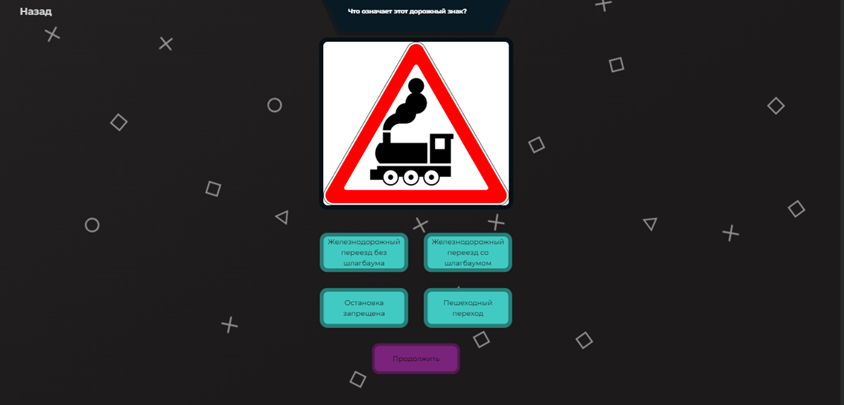 Назад
Что означает этот дорожный знак?
Железнодорожный
переезд без
шлагбаума
Железнодорожный
переезд со
шлагбаумом
Остановка
запрещена
Пешеходный
переход
Продолжить